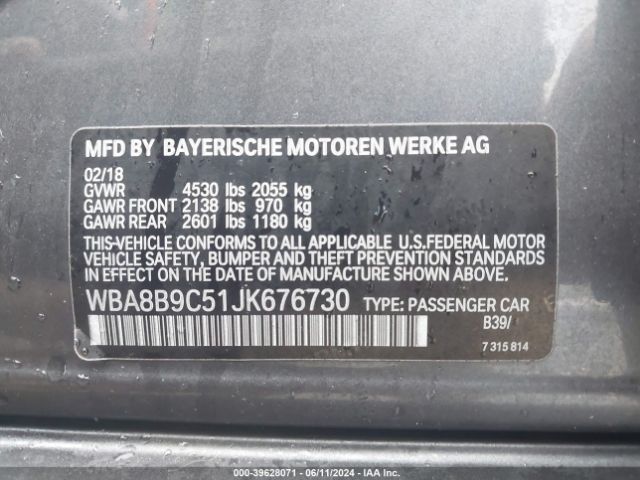 MFD BY BAYERISCHE MOTOREN WERKE AG
02/18
GVWR 4530 lbs 2055 kg
GAWR FRONT 2138 lbs 970 kg
GAWR REAR 2601 lbs 1180 kg
THIS-VEHICLE CONFORMS TO ALL APPLICABLE U.S.FEDERAL MOTOR
VEHICLE SAFETY, BUMPER AND THEFT PREVENTION STANDARDS
IN EFFECT ON THE DATE OF MANUFACTURE SHOWN ABOVE.
WBA8B9C51JK676730 TYPE: PASSENGER CAR
B39/
7 315 814
000-39628071 - 06/11/2024 - IAA Inc.